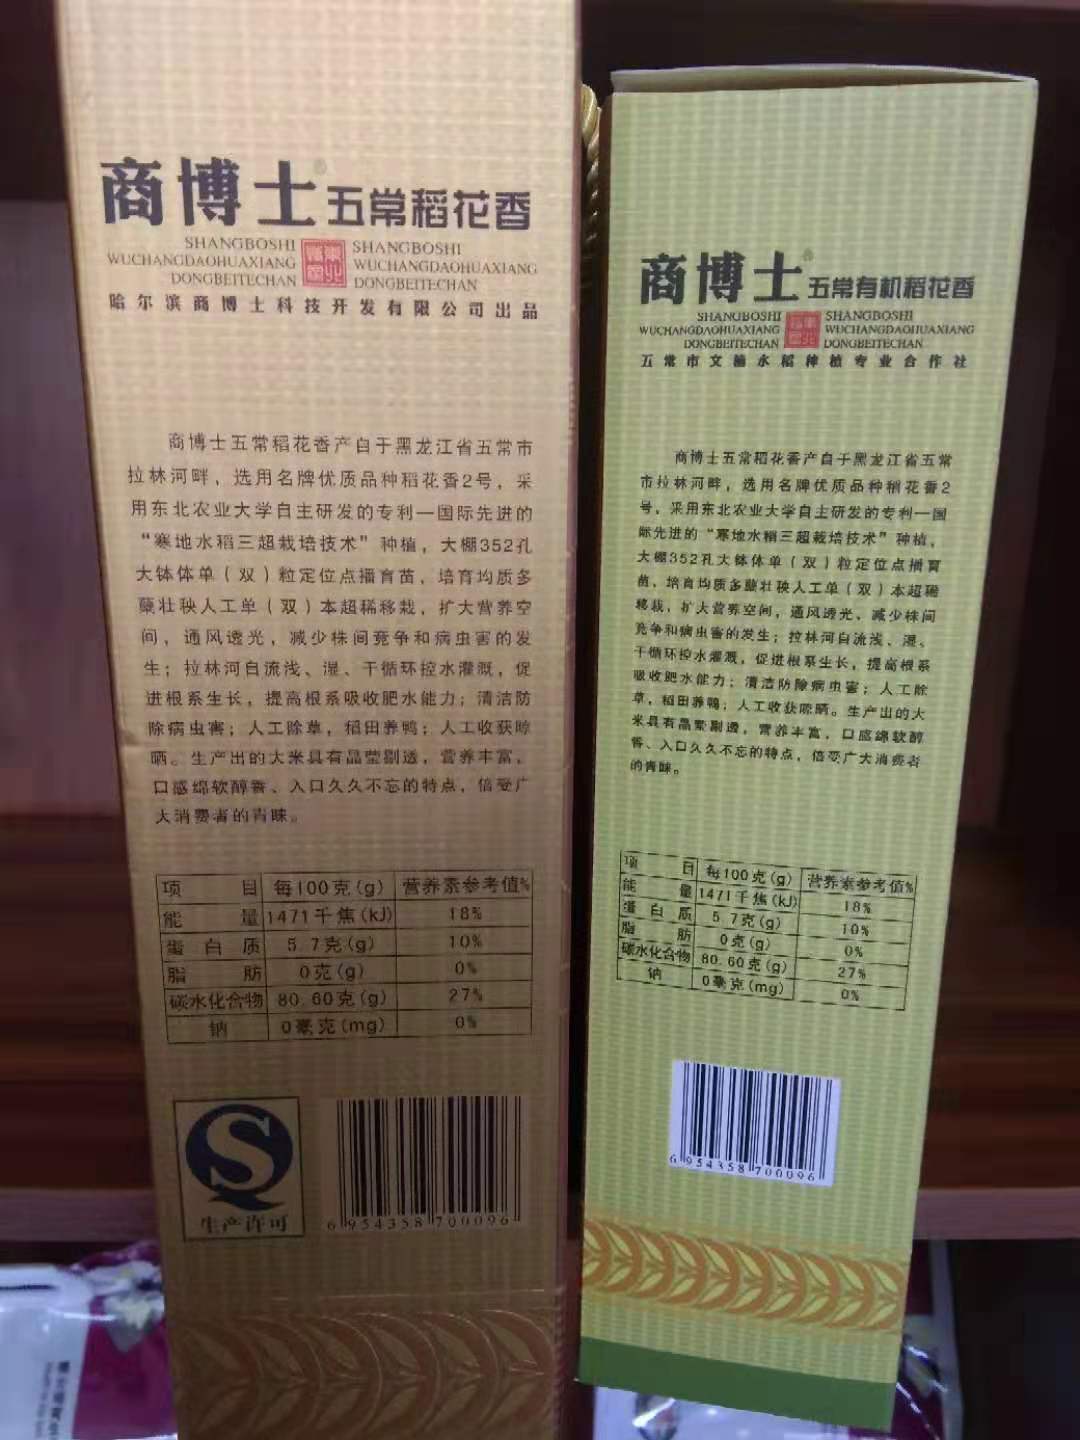 商博士®五常稻花香
SHANGBOSHI
WUCHANGDAOHUAXIANG
DONGBEITECHAN
SHANGBOSHI
WUCHANGDAOHUAXIANG
DONGBEITECHAN
哈尔滨商博士科技开发有限公司出品
商博士五常稻花香产自于黑龙江省五常市
拉林河畔，选用名牌优质品种稻花香2号，采
用东北农业大学自主研发的专利—国际先进的
“寒地水稻三超栽培技术”种植，大棚352孔
大钵体单（双）粒定位点播育苗，培育均质多
蘖壮秧人工单（双）本超稀移栽，扩大营养空
间，通风透光，减少株间竞争和病虫害的发
生；拉林河自流浅、湿、干循环控水灌溉，促
进根系生长，提高根系吸收肥水能力；清洁防
除病虫害；人工除草，稻田养鸭；人工收获晾
晒。生产出的大米具有晶莹剔透，营养丰富，
口感绵软醇香、入口久久不忘的特点，倍受广
大消费者的青睐。
项目 每100克(g) 营养素参考值%
能量 1471千焦(kJ) 18%
蛋白质 5.7克(g) 10%
脂肪 0克(g) 0%
碳水化合物 80.60克(g) 27%
钠 0毫克(mg) 0%
生产许可
6954358700096
商博士®五常有机稻花香
SHANGBOSHI
WUCHANGDAOHUAXIANG
DONGBEITECHAN
SHANGBOSHI
WUCHANGDAOHUAXIANG
DONGBEITECHAN
五常市文楠水稻种植专业合作社
商博士五常稻花香产自于黑龙江省五常
市拉林河畔，选用名牌优质品种稻花香2
号，采用东北农业大学自主研发的专利—国
际先进的“寒地水稻三超栽培技术”种植，
大棚352孔大钵体单（双）粒定位点播育
苗，培育均质多蘖壮秧人工单（双）本超稀
移栽，扩大营养空间，通风透光，减少株间
竞争和病虫害的发生；拉林河自流浅、湿、
干循环控水灌溉，促进根系生长，提高根系
吸收肥水能力；清洁防除病虫害；人工除
草，稻田养鸭；人工收获晾晒。生产出的大
米具有晶莹剔透，营养丰富，口感绵软醇
香、入口久久不忘的特点，倍受广大消费者
的青睐。
项目 每100克(g) 营养素参考值%
能量 1471千焦(kJ) 18%
蛋白质 5.7克(g) 10%
脂肪 0克(g) 0%
碳水化合物 80.60克(g) 27%
钠 0毫克(mg) 0%
6954358700096